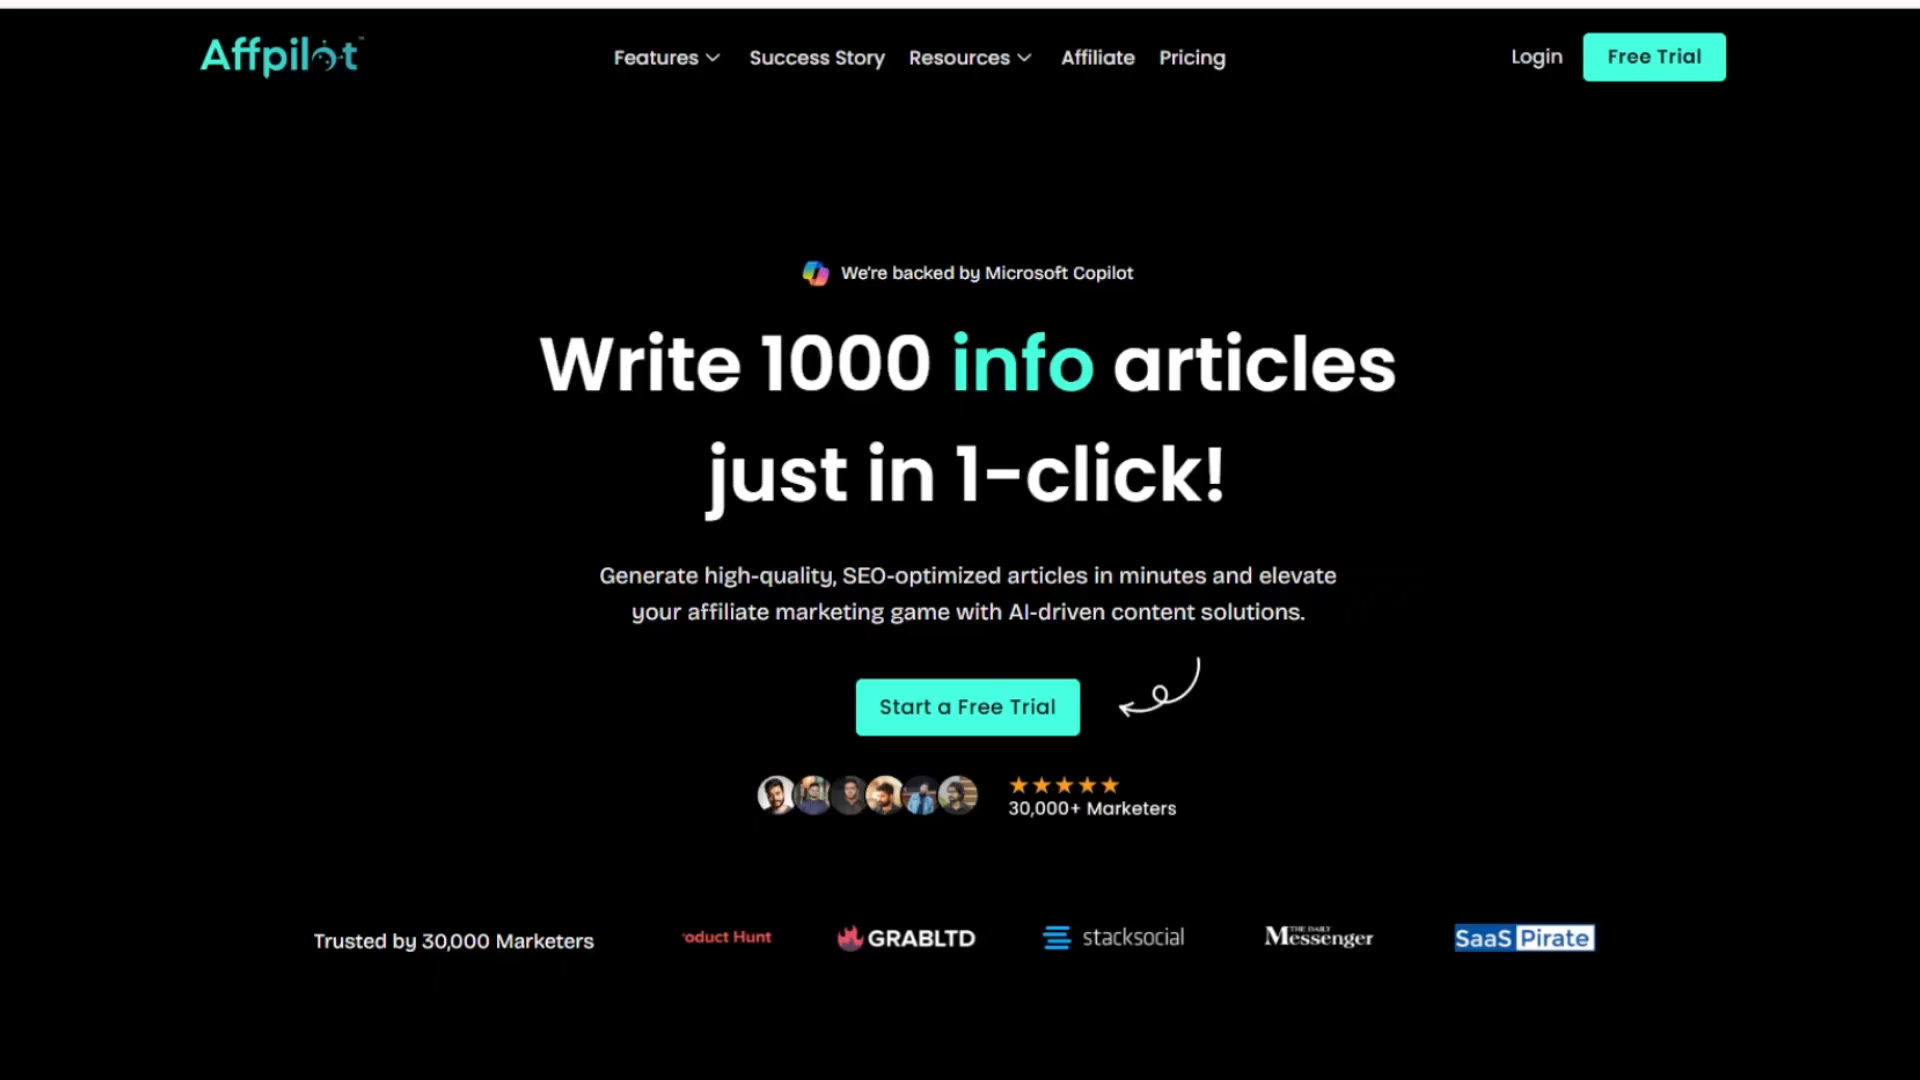 Affpilot™
Features Success Story Resources Affiliate Pricing
Login Free Trial
We're backed by Microsoft Copilot
Write 1000 info articles
just in 1-click!
Generate high-quality, SEO-optimized articles in minutes and elevate
your affiliate marketing game with AI-driven content solutions.
Start a Free Trial
30,000+ Marketers
Trusted by 30,000 Marketers
oduct Hunt
GRABLTD
stacksocial
THE DAILY
Messenger
SaaS Pirate